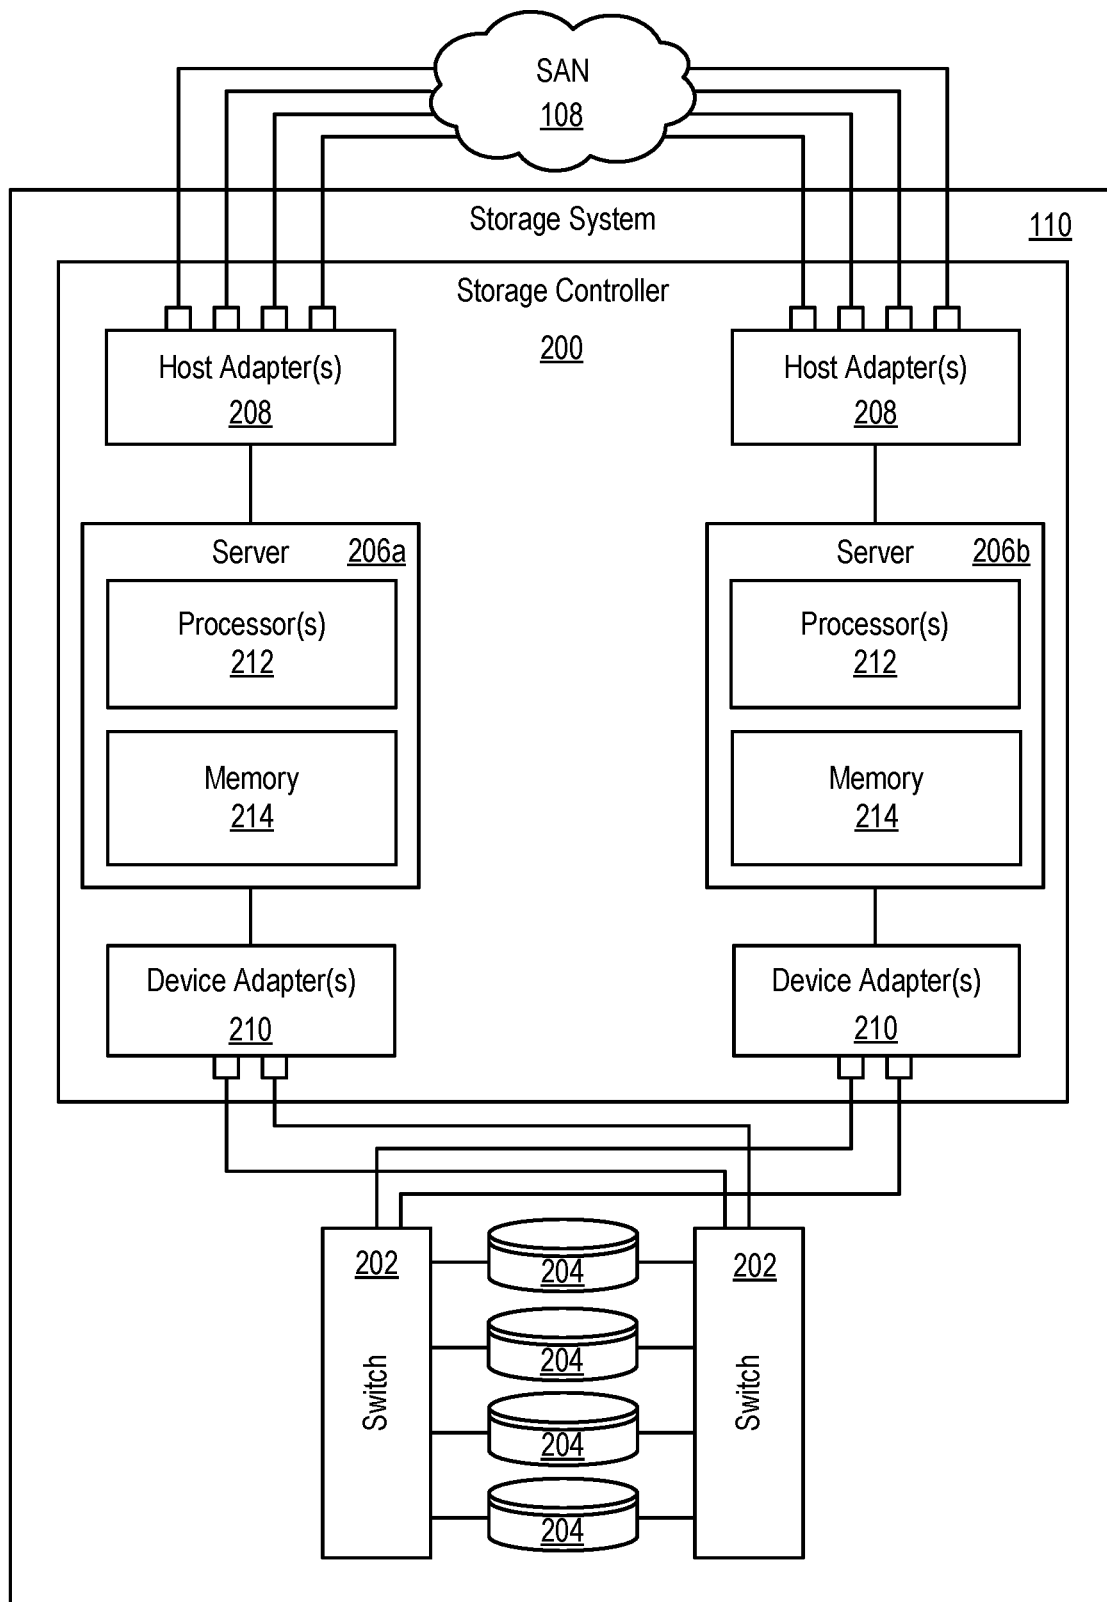 SAN
108
Storage System
110
Storage Controller
200
Host Adapter(s)
208
Host Adapter(s)
208
Server 206a
Server 206b
Processor(s)
212
Processor(s)
212
Memory
214
Memory
214
Device Adapter(s)
210
Device Adapter(s)
210
202
Switch
204
204
204
204
202
Switch